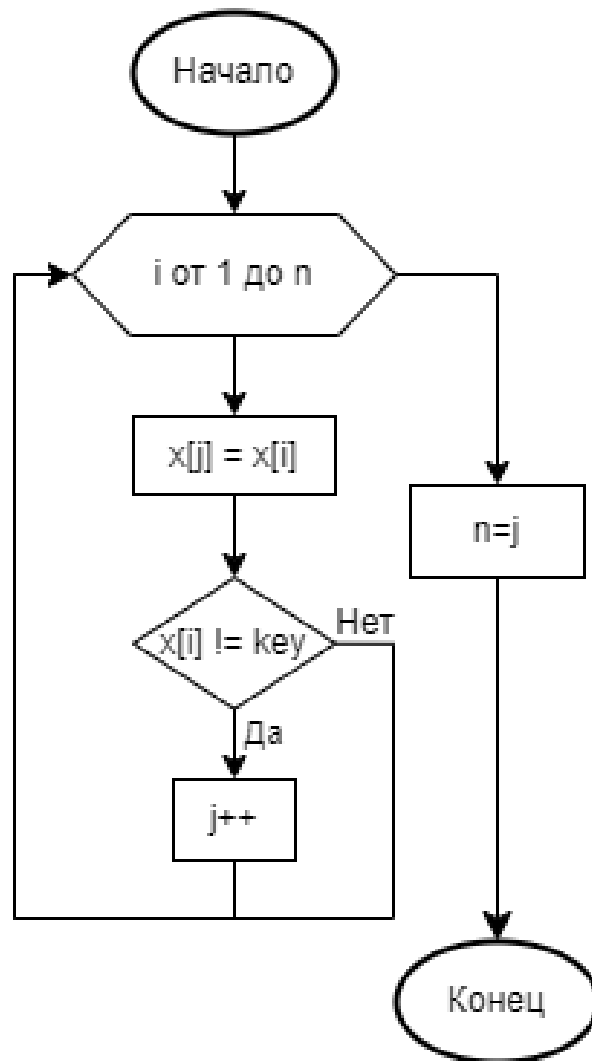 Начало
i от 1 до n
x[j] = x[i]
n=j
x[i] != key
Нет
Да
j++
Конец